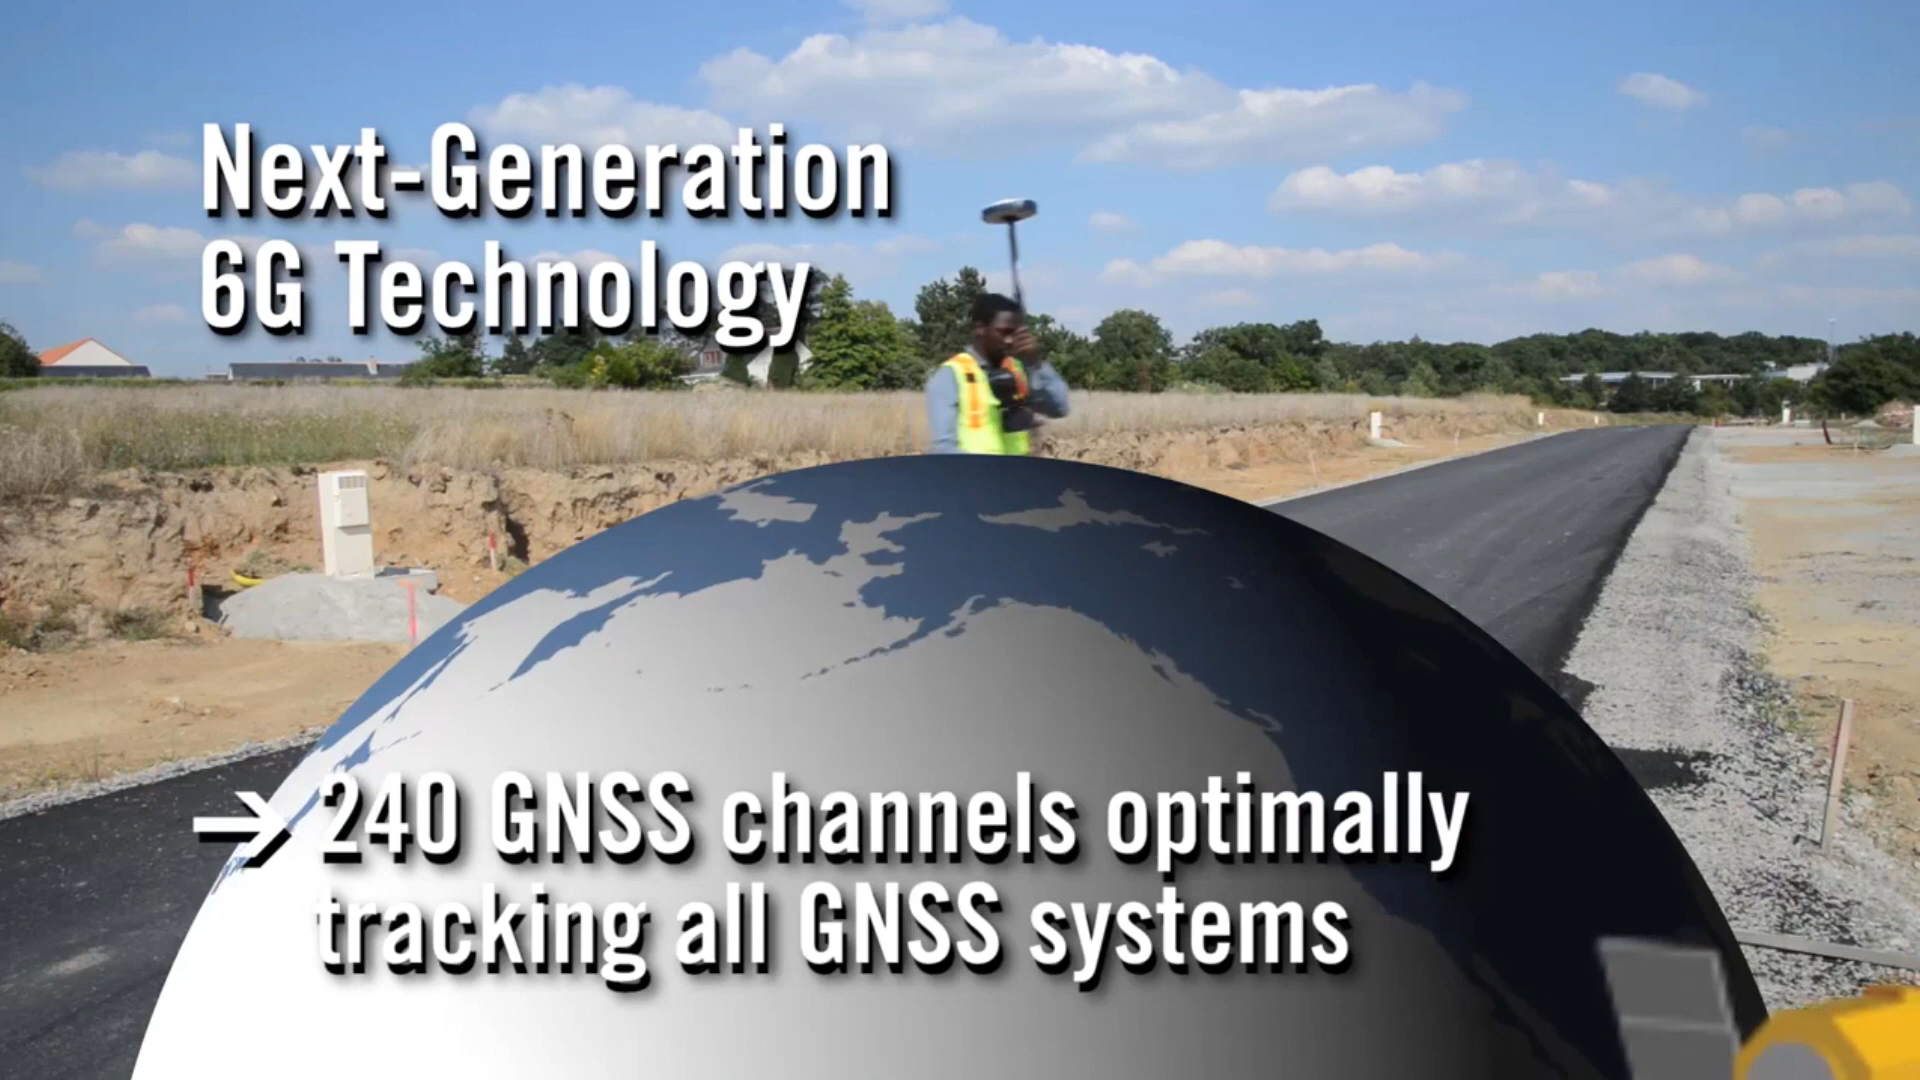 Next-Generation
6G Technology
→ 240 GNSS channels optimally
tracking all GNSS systems